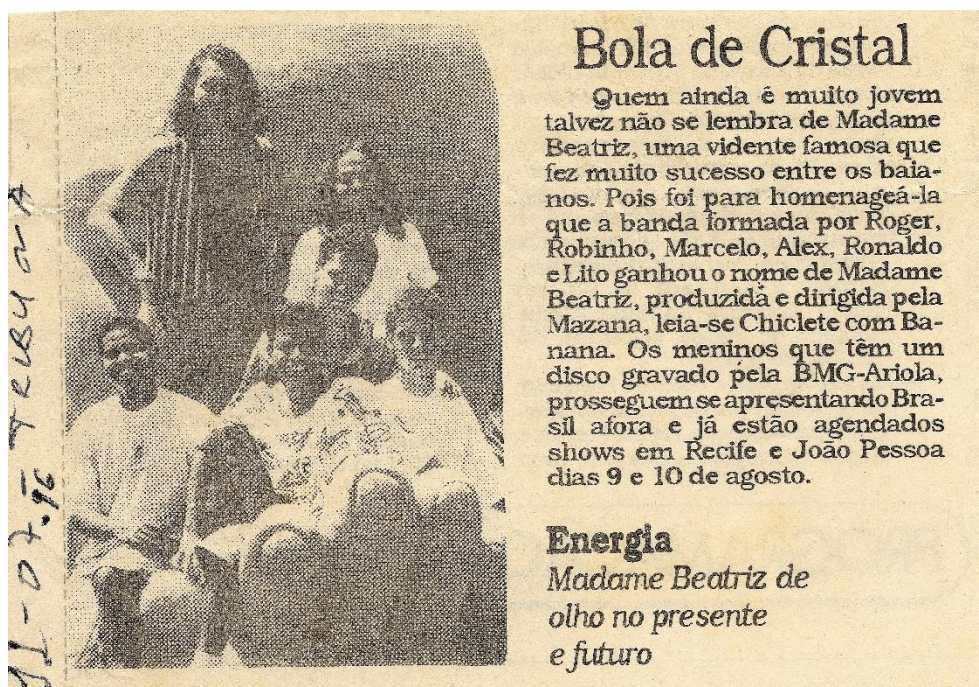 Bola de Cristal
Quem ainda é muito jovem
talvez não se lembra de Madame
Beatriz, uma vidente famosa que
fez muito sucesso entre os baia-
nos. Pois foi para homenageá-la
que a banda formada por Roger,
Robinho, Marcelo, Alex, Ronaldo
e Lito ganhou o nome de Madame
Beatriz, produzida e dirigida pela
Mazana, leia-se Chiclete com Ba-
nana. Os meninos que têm um
disco gravado pela BMG-Ariola,
prosseguem se apresentando Bra-
sil afora e já estão agendados
shows em Recife e João Pessoa
dias 9 e 10 de agosto.
Energia
Madame Beatriz de
olho no presente
e futuro
07.96